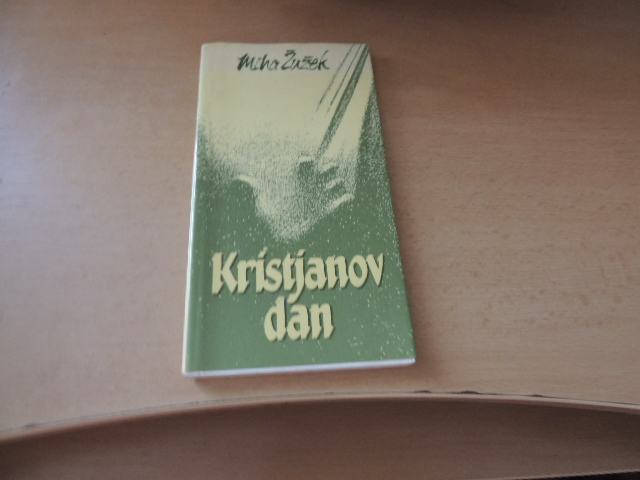 Miha Žužek
Kristjanov
dan